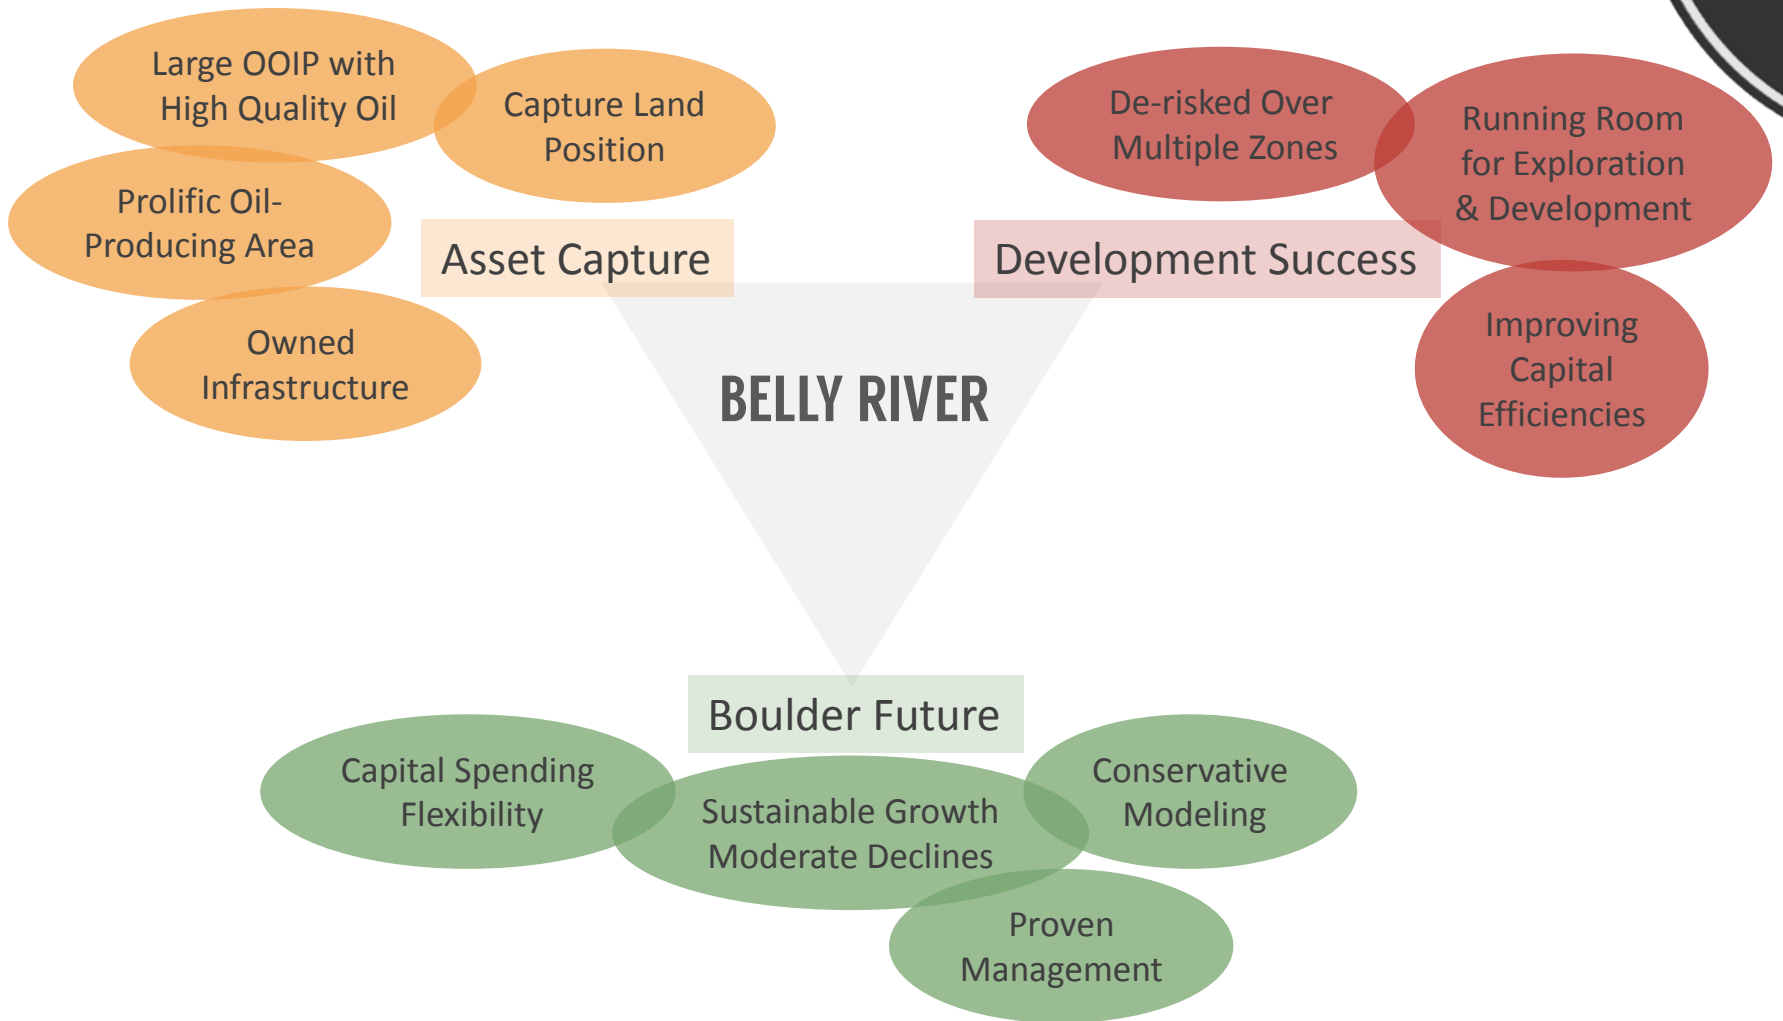 Large OOIP with
High Quality Oil
Capture Land
Position
Prolific Oil-
Producing Area
Owned
Infrastructure
Asset Capture
De-risked Over
Multiple Zones
Running Room
for Exploration
& Development
Improving
Capital
Efficiencies
Development Success
BELLY RIVER
Boulder Future
Capital Spending
Flexibility
Sustainable Growth
Moderate Declines
Conservative
Modeling
Proven
Management